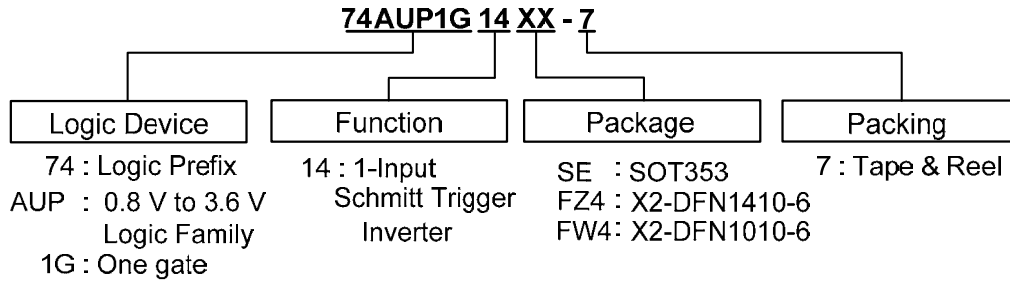 74AUP1G 14 XX - 7
Logic Device
74 : Logic Prefix
AUP : 0.8 V to 3.6 V
Logic Family
1G : One gate
Function
14 : 1-Input
Schmitt Trigger
Inverter
Package
SE : SOT353
FZ4 : X2-DFN1410-6
FW4 : X2-DFN1010-6
Packing
7 : Tape & Reel